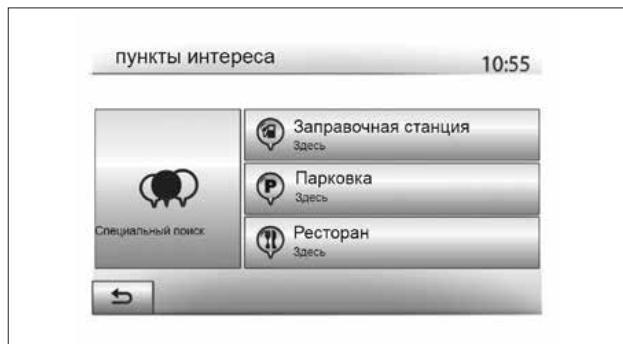 пункты интереса
10:55
Заправочная станция
Здесь
Парковка
Здесь
Специальный поиск
Ресторан
Здесь